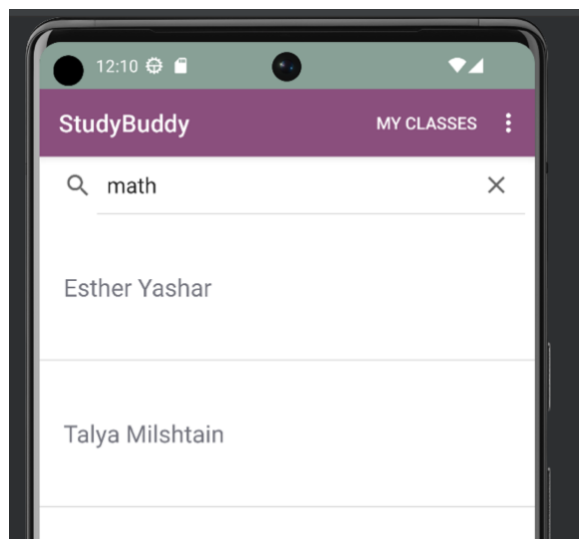 12:10
StudyBuddy MY CLASSES
math
Esther Yashar
Talya Milshtain